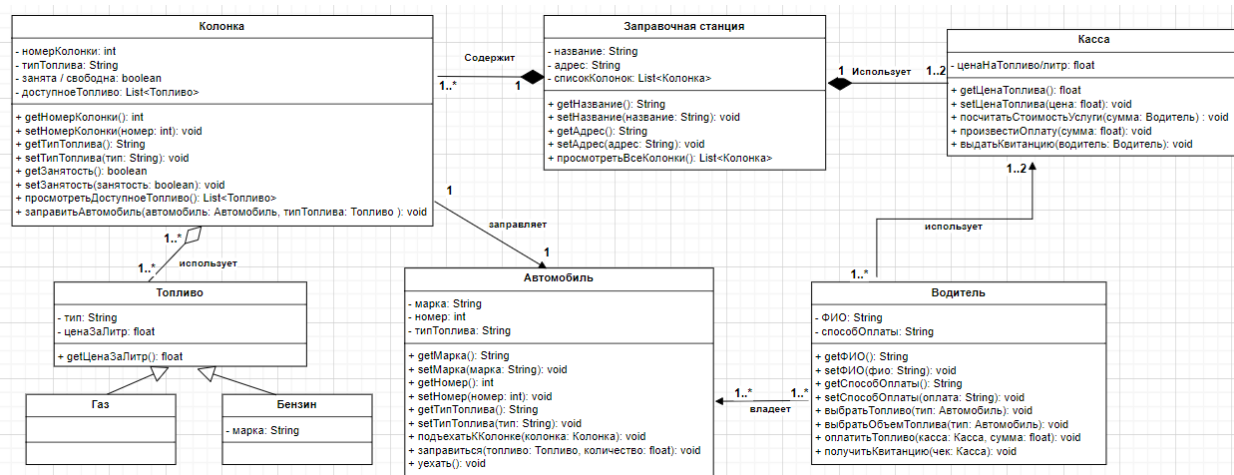 Колонка
- номерКолонки: int
- типТоплива: String
- занята / свободна: boolean
- доступноеТопливо: List<Топливо>
+ getНомерКолонки(): int
+ setНомерКолонки(номер: int): void
+ getТипТоплива(): String
+ setТипТоплива(тип: String): void
+ getЗанятость(): boolean
+ setЗанятость(занятость: boolean): void
+ просмотретьДоступноеТопливо(): List<Топливо>
+ заправитьАвтомобиль(автомобиль: Автомобиль, типТоплива: Топливо ): void
Содержит
1..*
1
Заправочная станция
- название: String
- адрес: String
- списокКолонок: List<Колонка>
+ getНазвание(): String
+ setНазвание(название: String): void
+ getАдрес(): String
+ setАдрес(адрес: String): void
+ просмотретьВсеКолонки(): List<Колонка>
1
Использует
1..2
Касса
- ценаНаТопливо/литр: float
+ getЦенаТоплива(): float
+ setЦенаТоплива(цена: float): void
+ посчитатьСтоимостьУслуги(сумма: Водитель) : void
+ произвестиОплату(сумма: float): void
+ выдатьКвитанцию(водитель: Водитель): void
1..2
использует
1..*
1
заправляет
1
1..*
1..*
использует
Топливо
- тип: String
- ценаЗаЛитр: float
+ getЦенаЗаЛитр(): float
Газ
Бензин
- марка: String
Автомобиль
- марка: String
- номер: int
- типТоплива: String
+ getМарка(): String
+ setМарка(марка: String): void
+ getНомер(): int
+ setНомер(номер: int): void
+ getТипТоплива(): String
+ setТипТоплива(тип: String): void
+ подъехатьККолонке(колонка: Колонка): void
+ заправиться(топливо: Топливо, количество: float): void
+ уехать(): void
1..*
1..*
владеет
Водитель
- ФИО: String
- способОплаты: String
+ getФИО(): String
+ setФИО(фио: String): void
+ getСпособОплаты(): String
+ setСпособОплаты(оплата: String): void
+ выбратьТопливо(тип: Автомобиль): void
+ выбратьОбъемТоплива(тип: Автомобиль): void
+ оплатитьТопливо(касса: Касса, сумма: float): void
+ получитьКвитанцию(чек: Касса): void